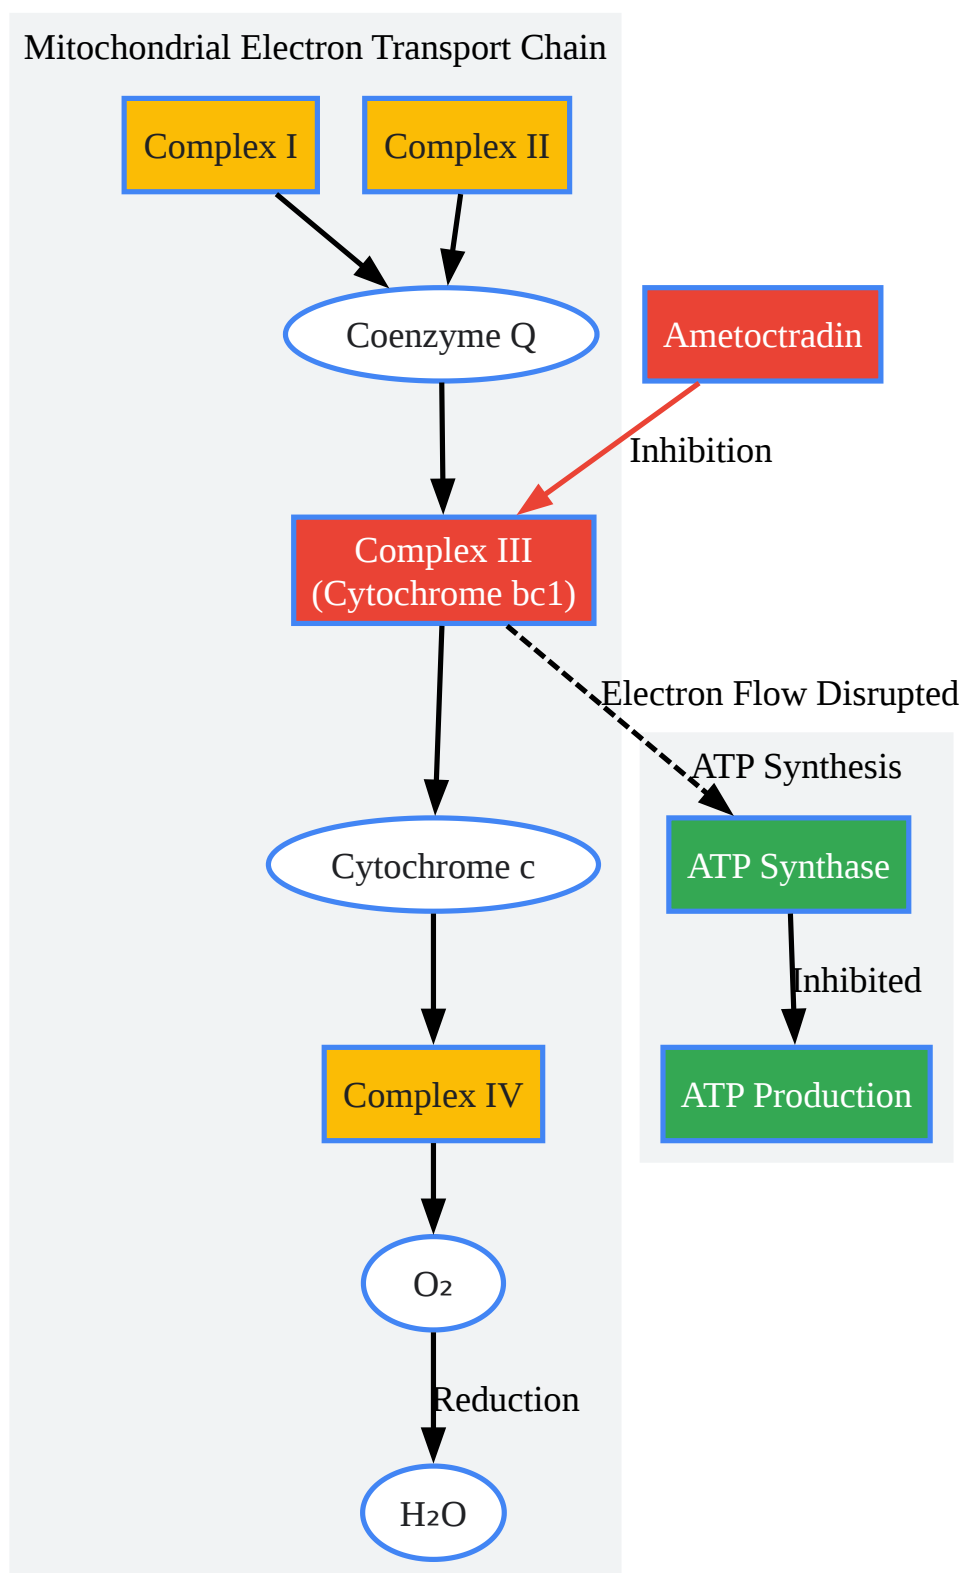 Mitochondrial Electron Transport Chain
Complex I
Complex II
Coenzyme Q
Ametoctradin
Inhibition
Complex III
(Cytochrome bc1)
Electron Flow Disrupted
ATP Synthesis
Cytochrome c
ATP Synthase
Inhibited
Complex IV
ATP Production
O₂
Reduction
H₂O